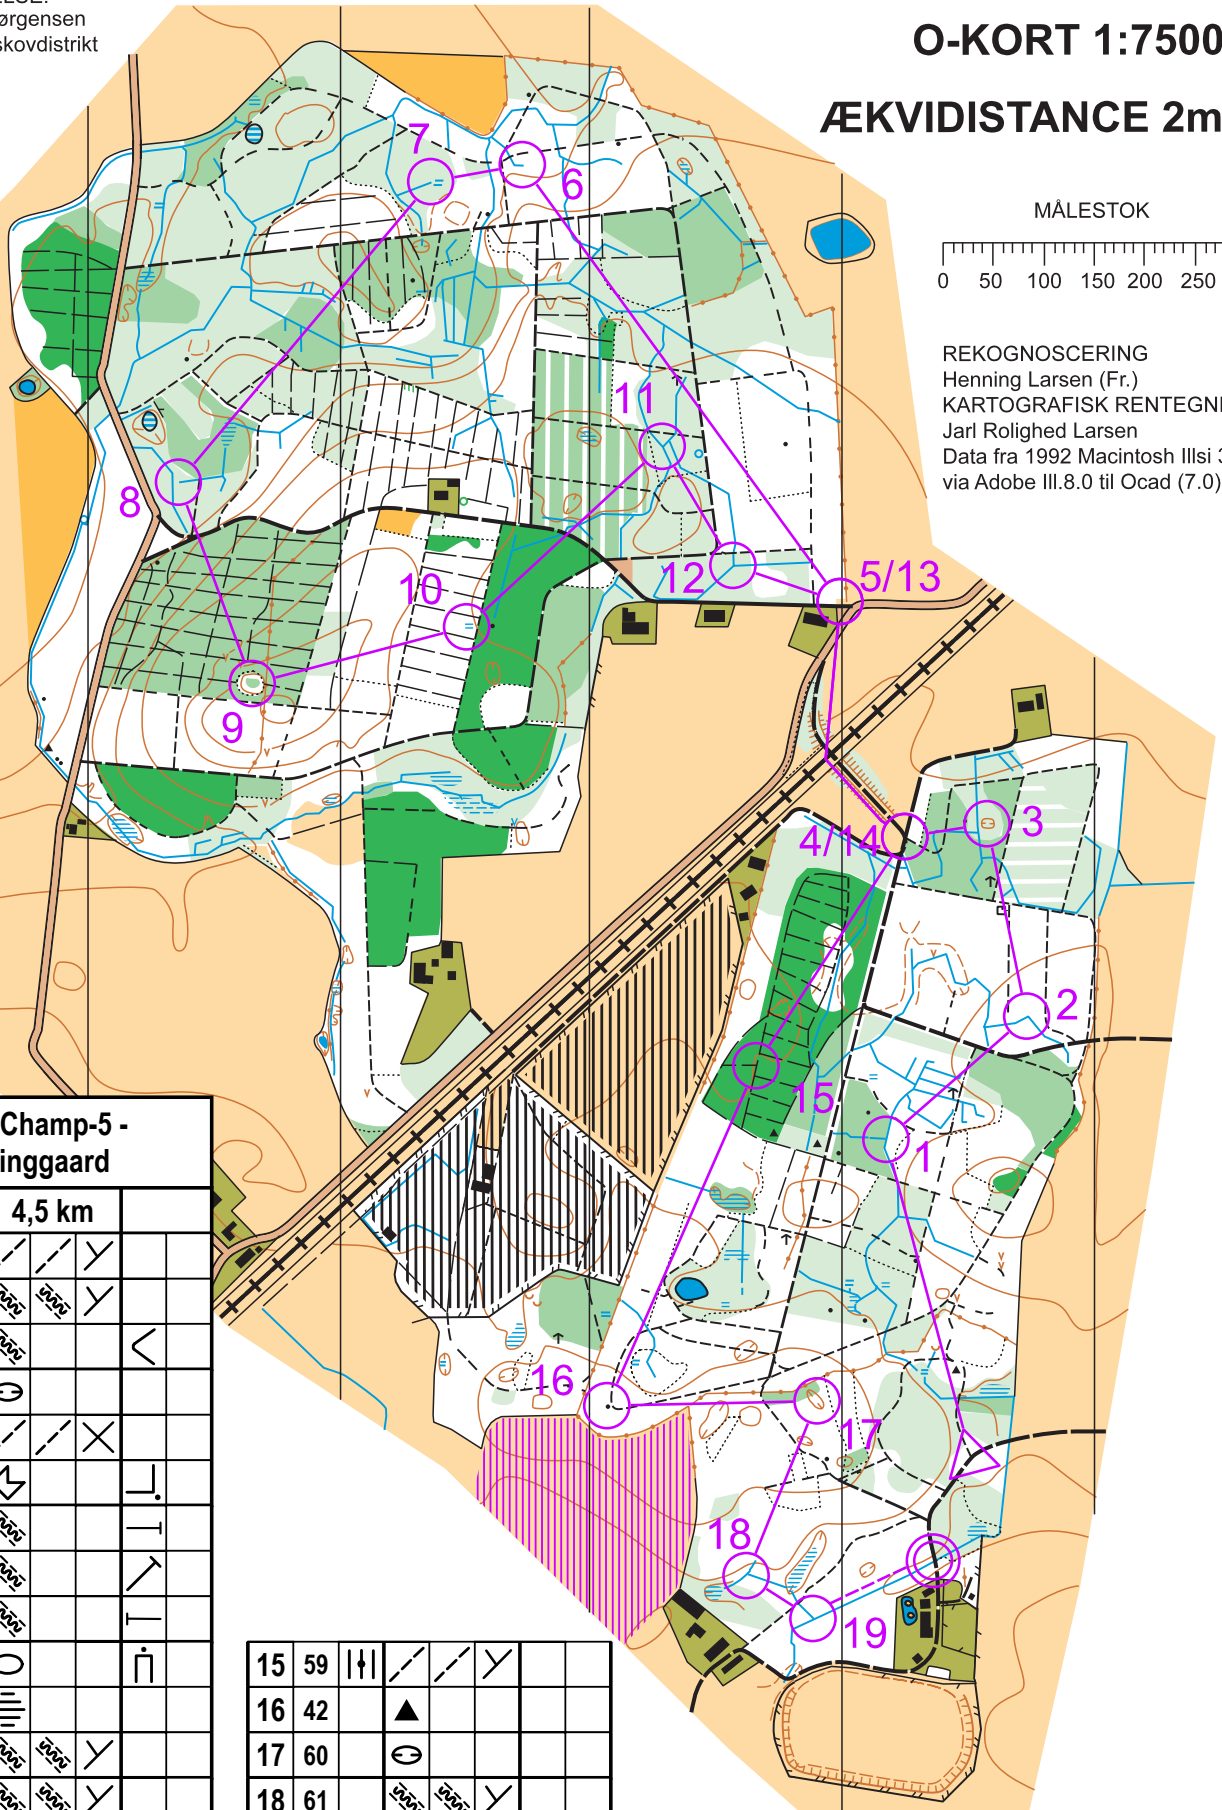 ørgensen
skovdistrikt
O-KORT 1:7500
ÆKVIDISTANCE 2m
MÅLESTOK
0 50 100 150 200 250
REKOGNOSCERING
Henning Larsen (Fr.)
KARTOGRAFISK RENTEGN
Jarl Rolighed Larsen
Data fra 1992 Macintosh IIIsi
via Adobe Ill.8.0 til Ocad (7.0)
7
6
11
8
10
12
5/13
9
4/14
3
2
15
1
16
17
18
19
Champ-5 -
inggaard
4,5 km
15 59
16 42
17 60
18 61